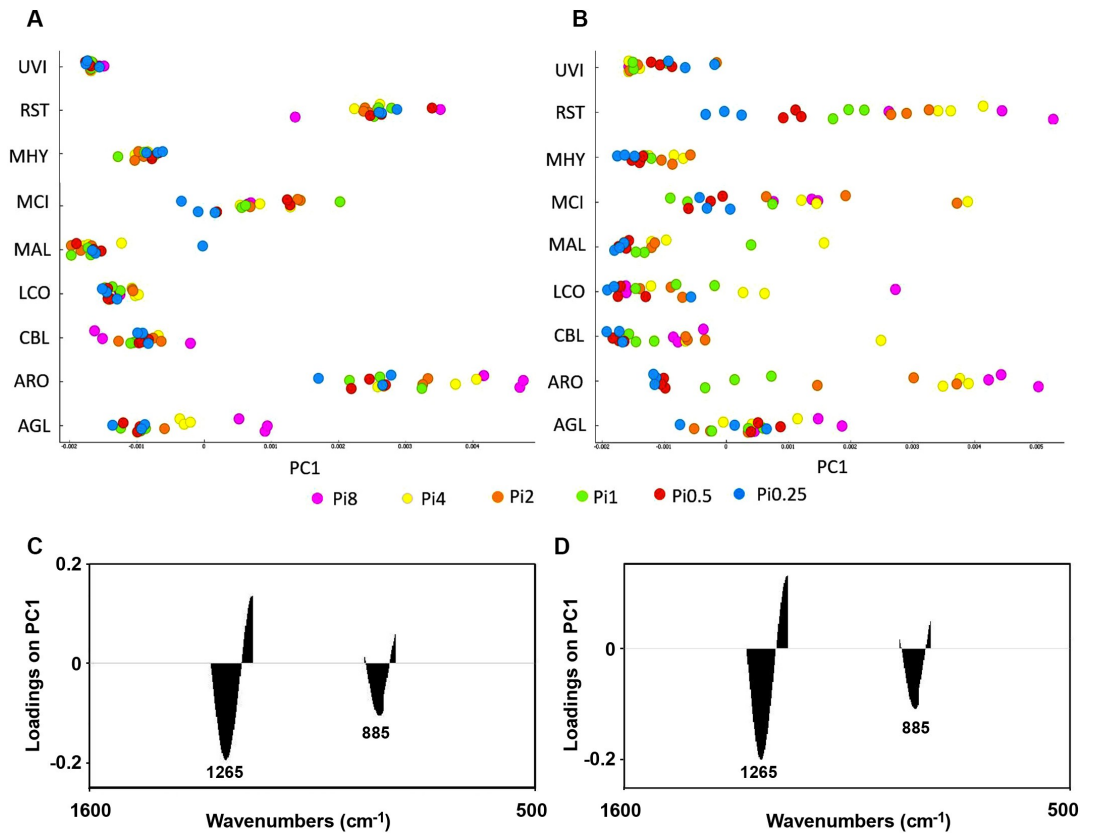 A
B
UVI
RST
MHY
MCI
MAL
LCO
CBL
ARO
AGL
-0.002 -0.001 0 0.002 0.003 0.004
PC1
UVI
RST
MHY
MCI
MAL
LCO
CBL
ARO
AGL
-0.002 -0.001 0 0.001 0.002 0.003 0.004 0.005
PC1
Pi8 Pi4 Pi2 Pi1 Pi0.5 Pi0.25
C
D
0.2
0
-0.2
Loadings on PC1
1265
885
1600 500
Wavenumbers (cm-1)
0
-0.2
Loadings on PC1
1265
885
1600 500
Wavenumbers (cm-1)